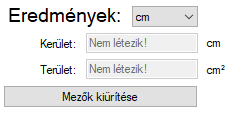 Eredmények: cm
Kerület: Nem létezik! cm
Terület: Nem létezik! cm²
Mezők kiürítése